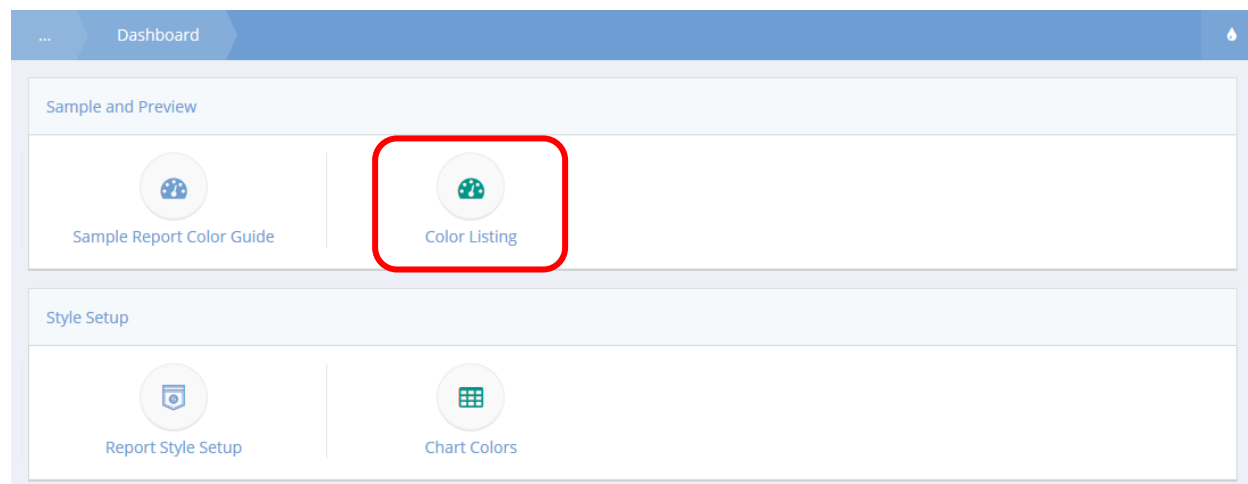 ... Dashboard
Sample and Preview
Sample Report Color Guide
Color Listing
Style Setup
Report Style Setup
Chart Colors